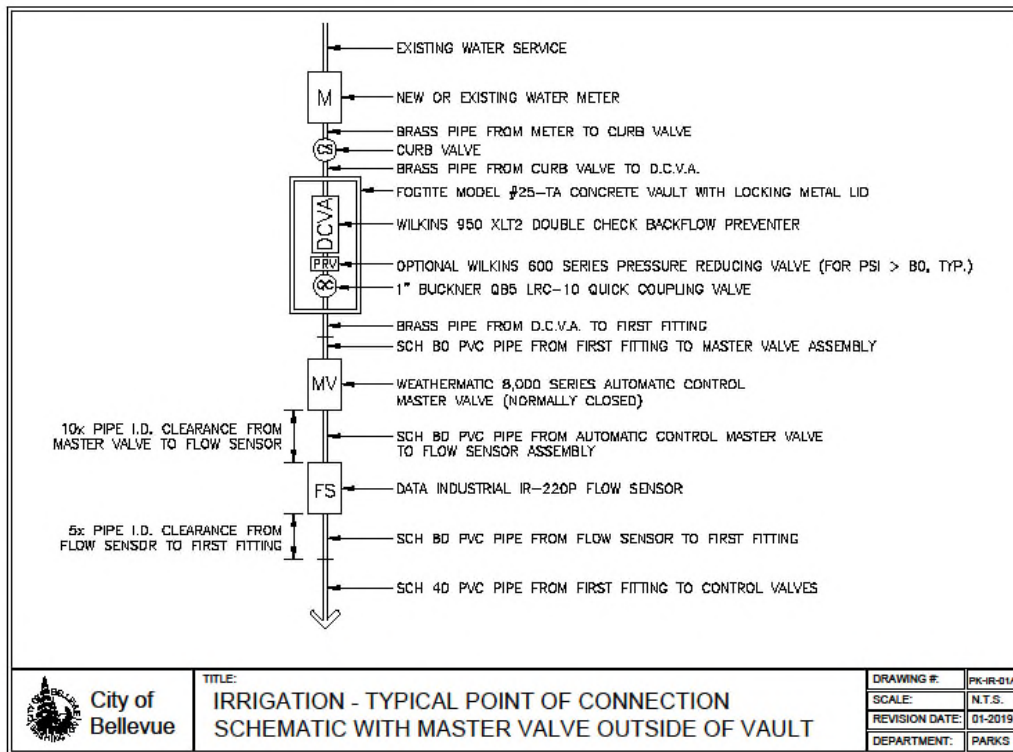 EXISTING WATER SERVICE
M
NEW OR EXISTING WATER METER
BRASS PIPE FROM METER TO CURB VALVE
CS
CURB VALVE
BRASS PIPE FROM CURB VALVE TO D.C.V.A.
FOGTITE MODEL #25-TA CONCRETE VAULT WITH LOCKING METAL LID
DCVA
WILKINS 950 XLT2 DOUBLE CHECK BACKFLOW PREVENTER
PRV
OPTIONAL WILKINS 600 SERIES PRESSURE REDUCING VALVE (FOR PSI > 80, TYP.)
QC
1" BUCKNER QB5 LRC-10 QUICK COUPLING VALVE
BRASS PIPE FROM D.C.V.A. TO FIRST FITTING
SCH 80 PVC PIPE FROM FIRST FITTING TO MASTER VALVE ASSEMBLY
MV
WEATHERMATIC 8,000 SERIES AUTOMATIC CONTROL
MASTER VALVE (NORMALLY CLOSED)
10x PIPE I.D. CLEARANCE FROM
MASTER VALVE TO FLOW SENSOR
SCH 80 PVC PIPE FROM AUTOMATIC CONTROL MASTER VALVE
TO FLOW SENSOR ASSEMBLY
FS
DATA INDUSTRIAL IR-220P FLOW SENSOR
5x PIPE I.D. CLEARANCE FROM
FLOW SENSOR TO FIRST FITTING
SCH 80 PVC PIPE FROM FLOW SENSOR TO FIRST FITTING
SCH 40 PVC PIPE FROM FIRST FITTING TO CONTROL VALVES
City of
Bellevue
TITLE:
IRRIGATION - TYPICAL POINT OF CONNECTION
SCHEMATIC WITH MASTER VALVE OUTSIDE OF VAULT
DRAWING #: PK-IR-01A
SCALE: N.T.S.
REVISION DATE: 01-2019
DEPARTMENT: PARKS